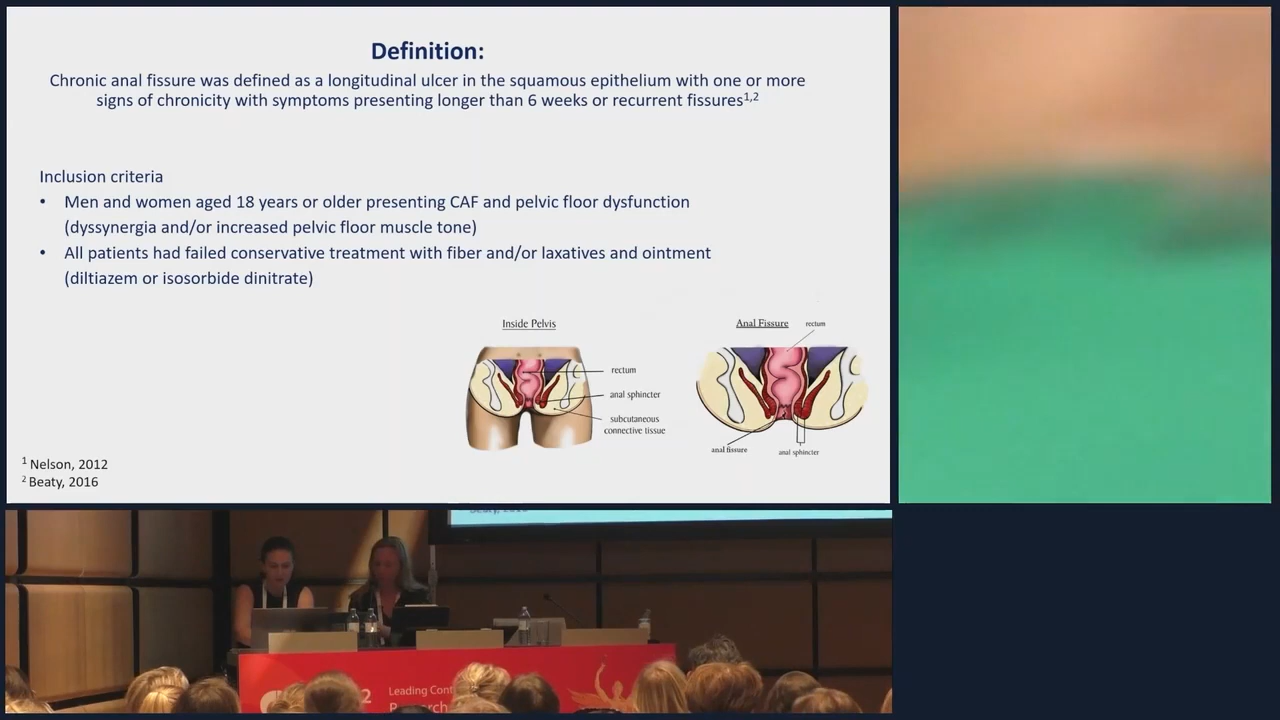 Definition:
Chronic anal fissure was defined as a longitudinal ulcer in the squamous epithelium with one or more
signs of chronicity with symptoms presenting longer than 6 weeks or recurrent fissures1,2
Inclusion criteria
• Men and women aged 18 years or older presenting CAF and pelvic floor dysfunction
(dyssynergia and/or increased pelvic floor muscle tone)
• All patients had failed conservative treatment with fiber and/or laxatives and ointment
(diltiazem or isosorbide dinitrate)
Inside Pelvis
rectum
anal sphincter
subcutaneous
connective tissue
Anal Fissure
rectum
anal fissure
anal sphincter
1 Nelson, 2012
2 Beaty, 2016
2
Leading Cont
Research